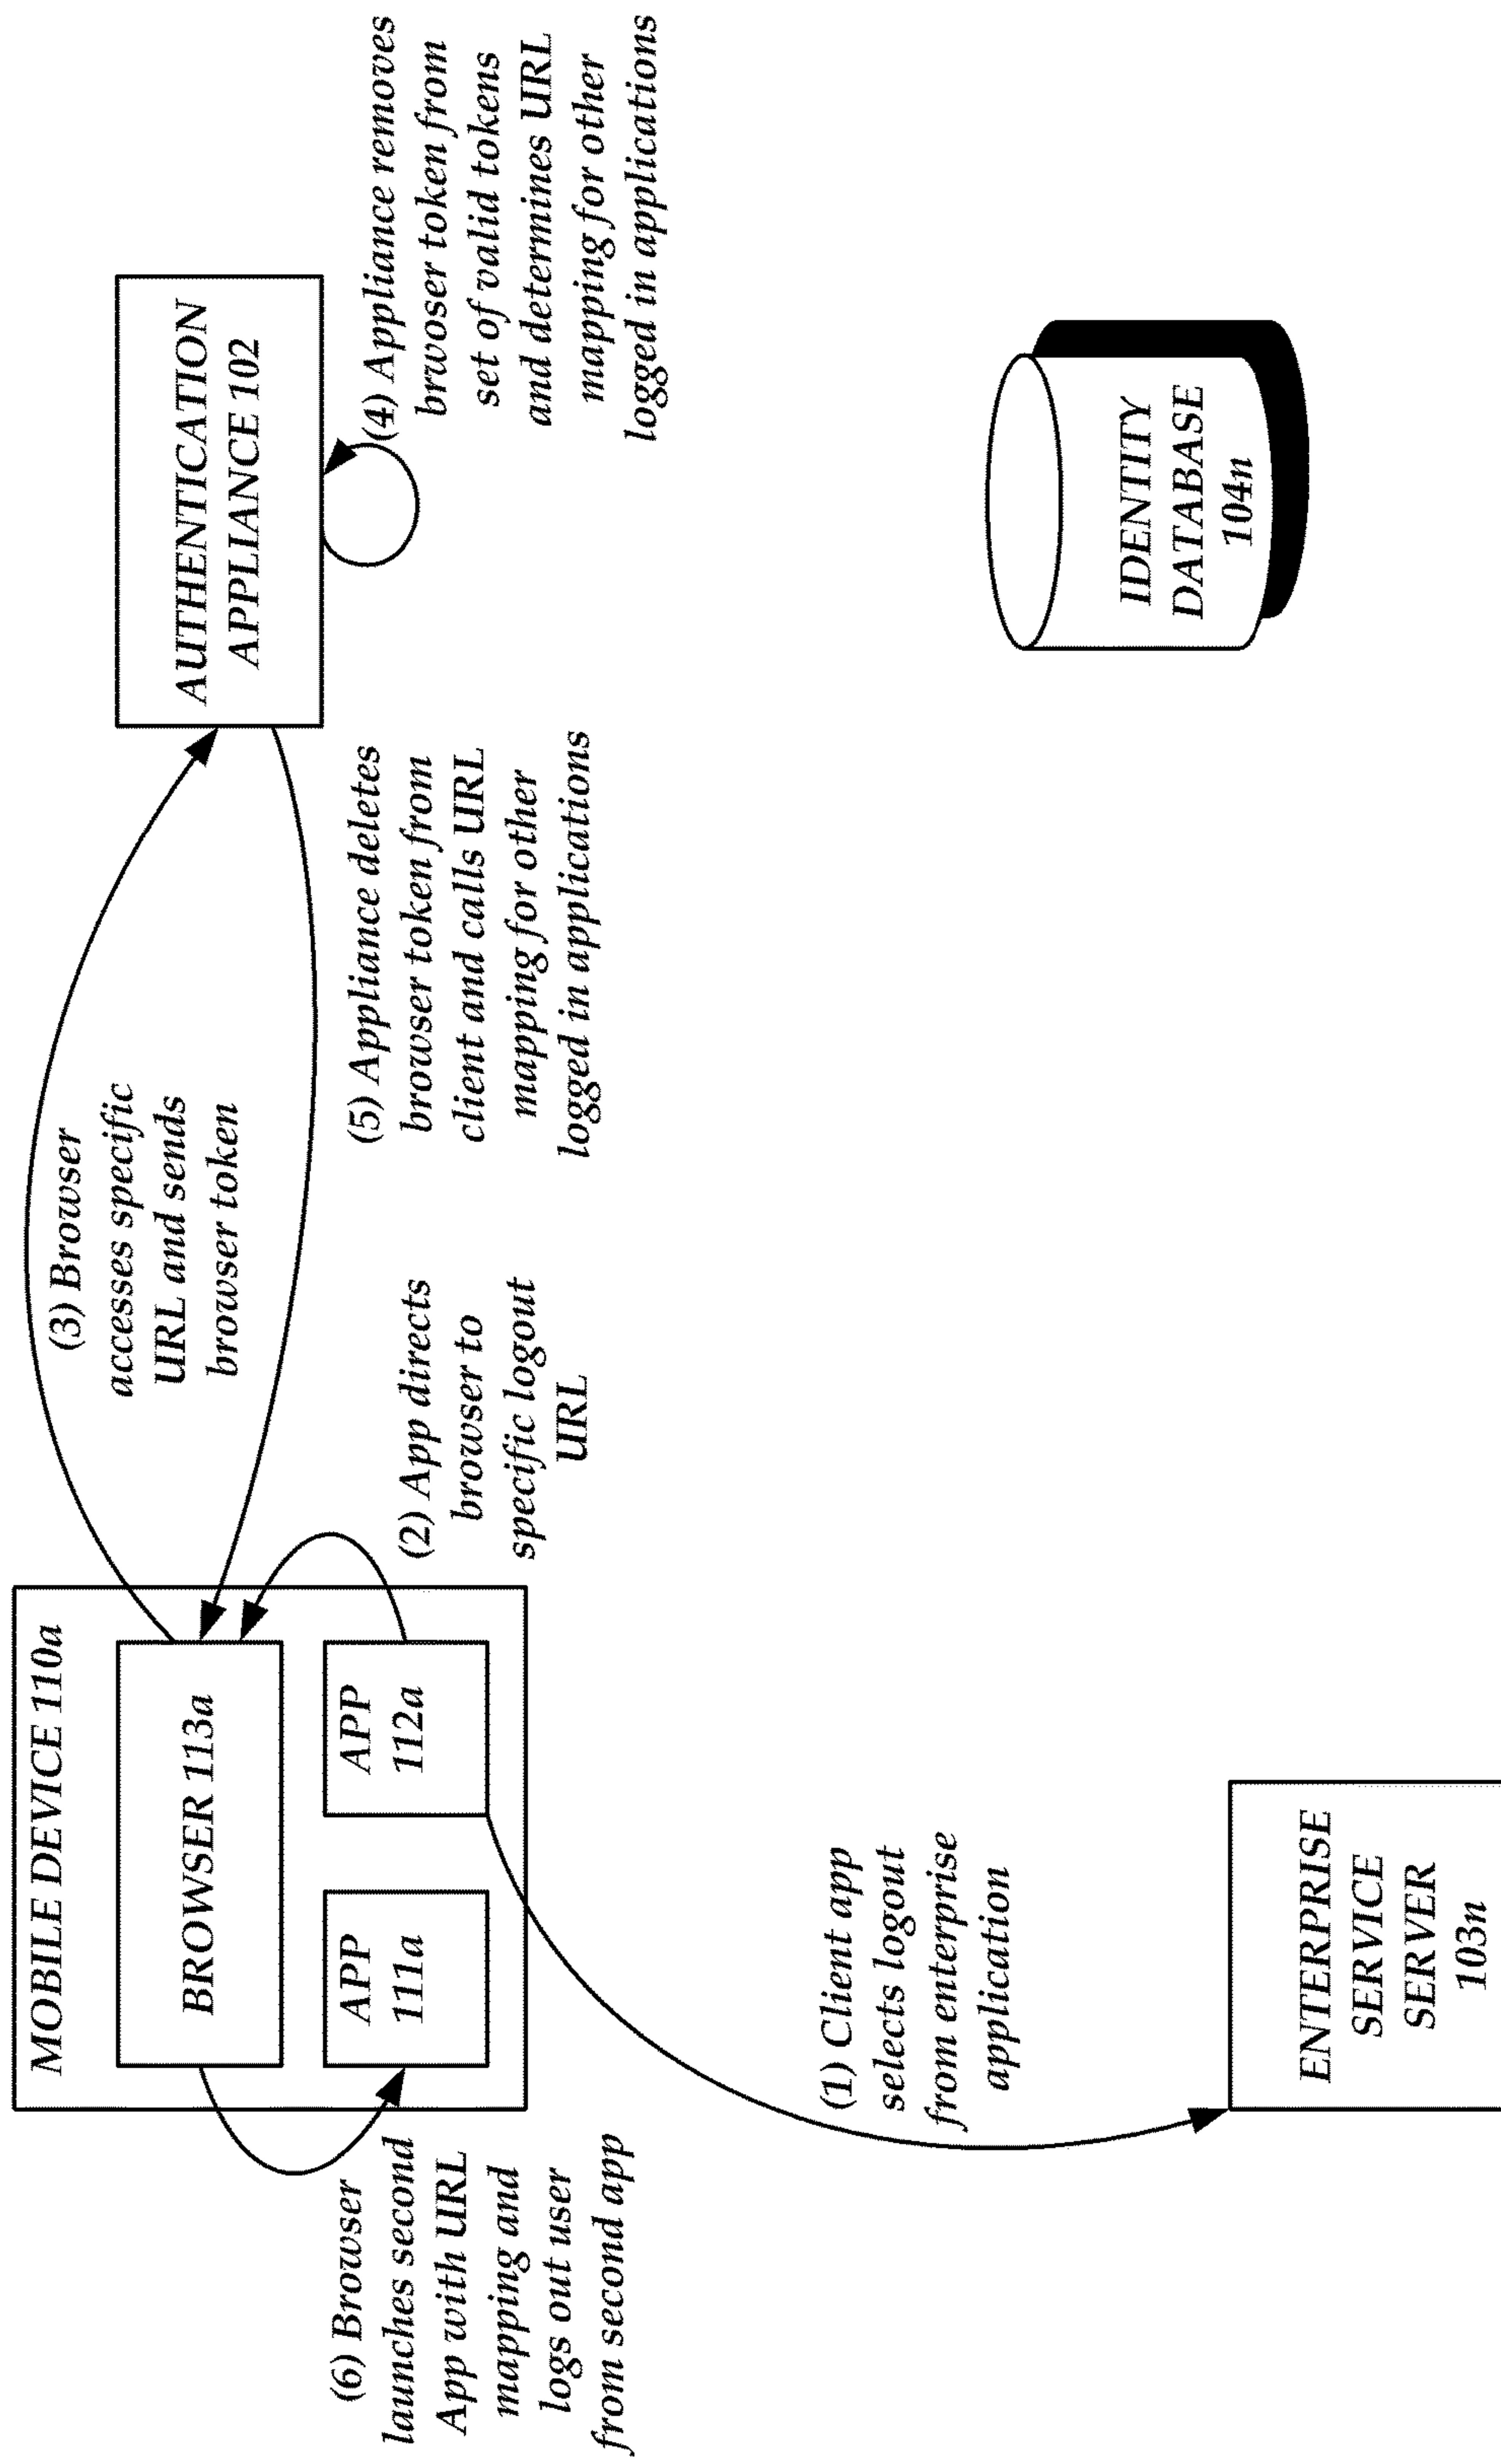 MOBILE DEVICE 110a
BROWSER 113a
APP
111a
APP
112a
(6) Browser
launches second
App with URL
mapping and
logs out user
from second app
(2) App directs
browser to
specific logout
URL
(3) Browser
accesses specific
URL and sends
browser token
AUTHENTICATION
APPLIANCE 102
(5) Appliance deletes
browser token from
client and calls URL
mapping for other
logged in applications
(4) Appliance removes
brwoser token from
set of valid tokens
and determines URL
mapping for other
logged in applications
(1) Client app
selects logout
from enterprise
application
ENTERPRISE
SERVICE
SERVER
103n
IDENTITY
DATABASE
104n